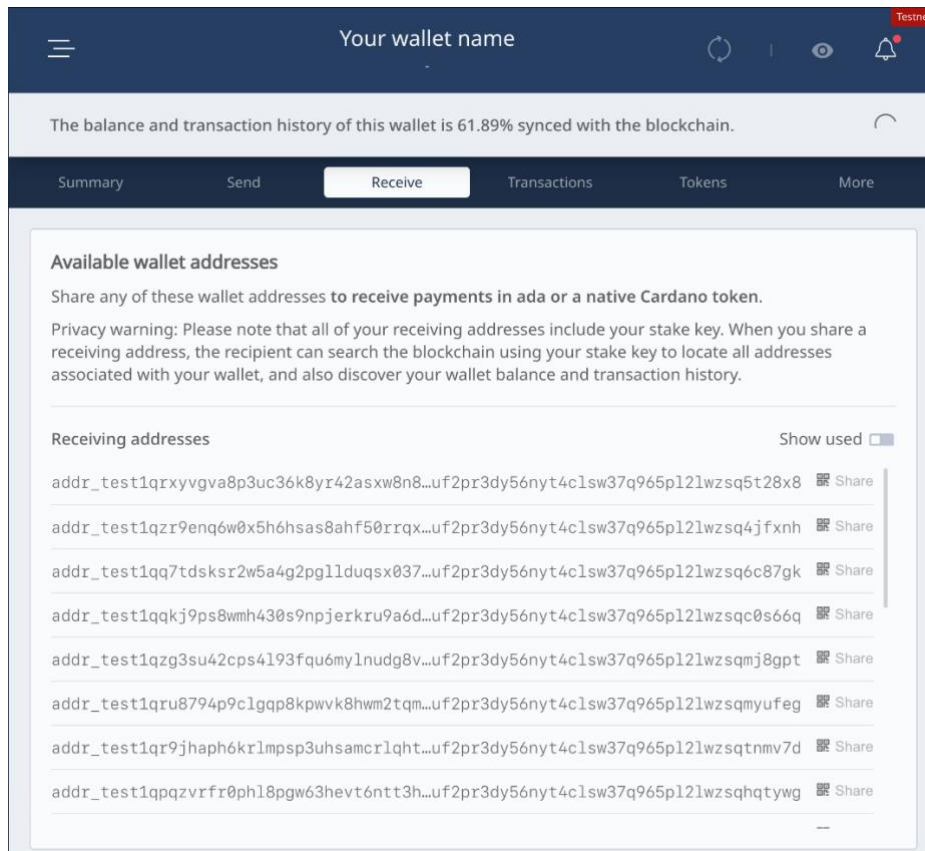 Testne
Your wallet name
-
The balance and transaction history of this wallet is 61.89% synced with the blockchain.
Summary Send Receive Transactions Tokens More
Available wallet addresses
Share any of these wallet addresses to receive payments in ada or a native Cardano token.
Privacy warning: Please note that all of your receiving addresses include your stake key. When you share a
receiving address, the recipient can search the blockchain using your stake key to locate all addresses
associated with your wallet, and also discover your wallet balance and transaction history.
Receiving addresses Show used
addr_test1qrxyvgva8p3uc36k8yr42asxw8n8…uf2pr3dy56nyt4clsw37q965pl2lwzsq5t28x8 Share
addr_test1qzr9enq6w0x5h6hsas8ahf50rrqx…uf2pr3dy56nyt4clsw37q965pl2lwzsq4jfxnh Share
addr_test1qq7tdsksr2w5a4g2pgllduqsx037…uf2pr3dy56nyt4clsw37q965pl2lwzsq6c87gk Share
addr_test1qqkj9ps8wmh430s9npjerkru9a6d…uf2pr3dy56nyt4clsw37q965pl2lwzsqc0s66q Share
addr_test1qzg3su42cps4l93fqu6mylnudg8v…uf2pr3dy56nyt4clsw37q965pl2lwzsqmj8gpt Share
addr_test1qru8794p9clgqp8kpwvk8hwm2tqm…uf2pr3dy56nyt4clsw37q965pl2lwzsqmyufeg Share
addr_test1qr9jhaph6krlmpsp3uhsamcrlqht…uf2pr3dy56nyt4clsw37q965pl2lwzsqtnmv7d Share
addr_test1qpqzvrfr0phl8pgw63hevt6ntt3h…uf2pr3dy56nyt4clsw37q965pl2lwzsqhqtywg Share